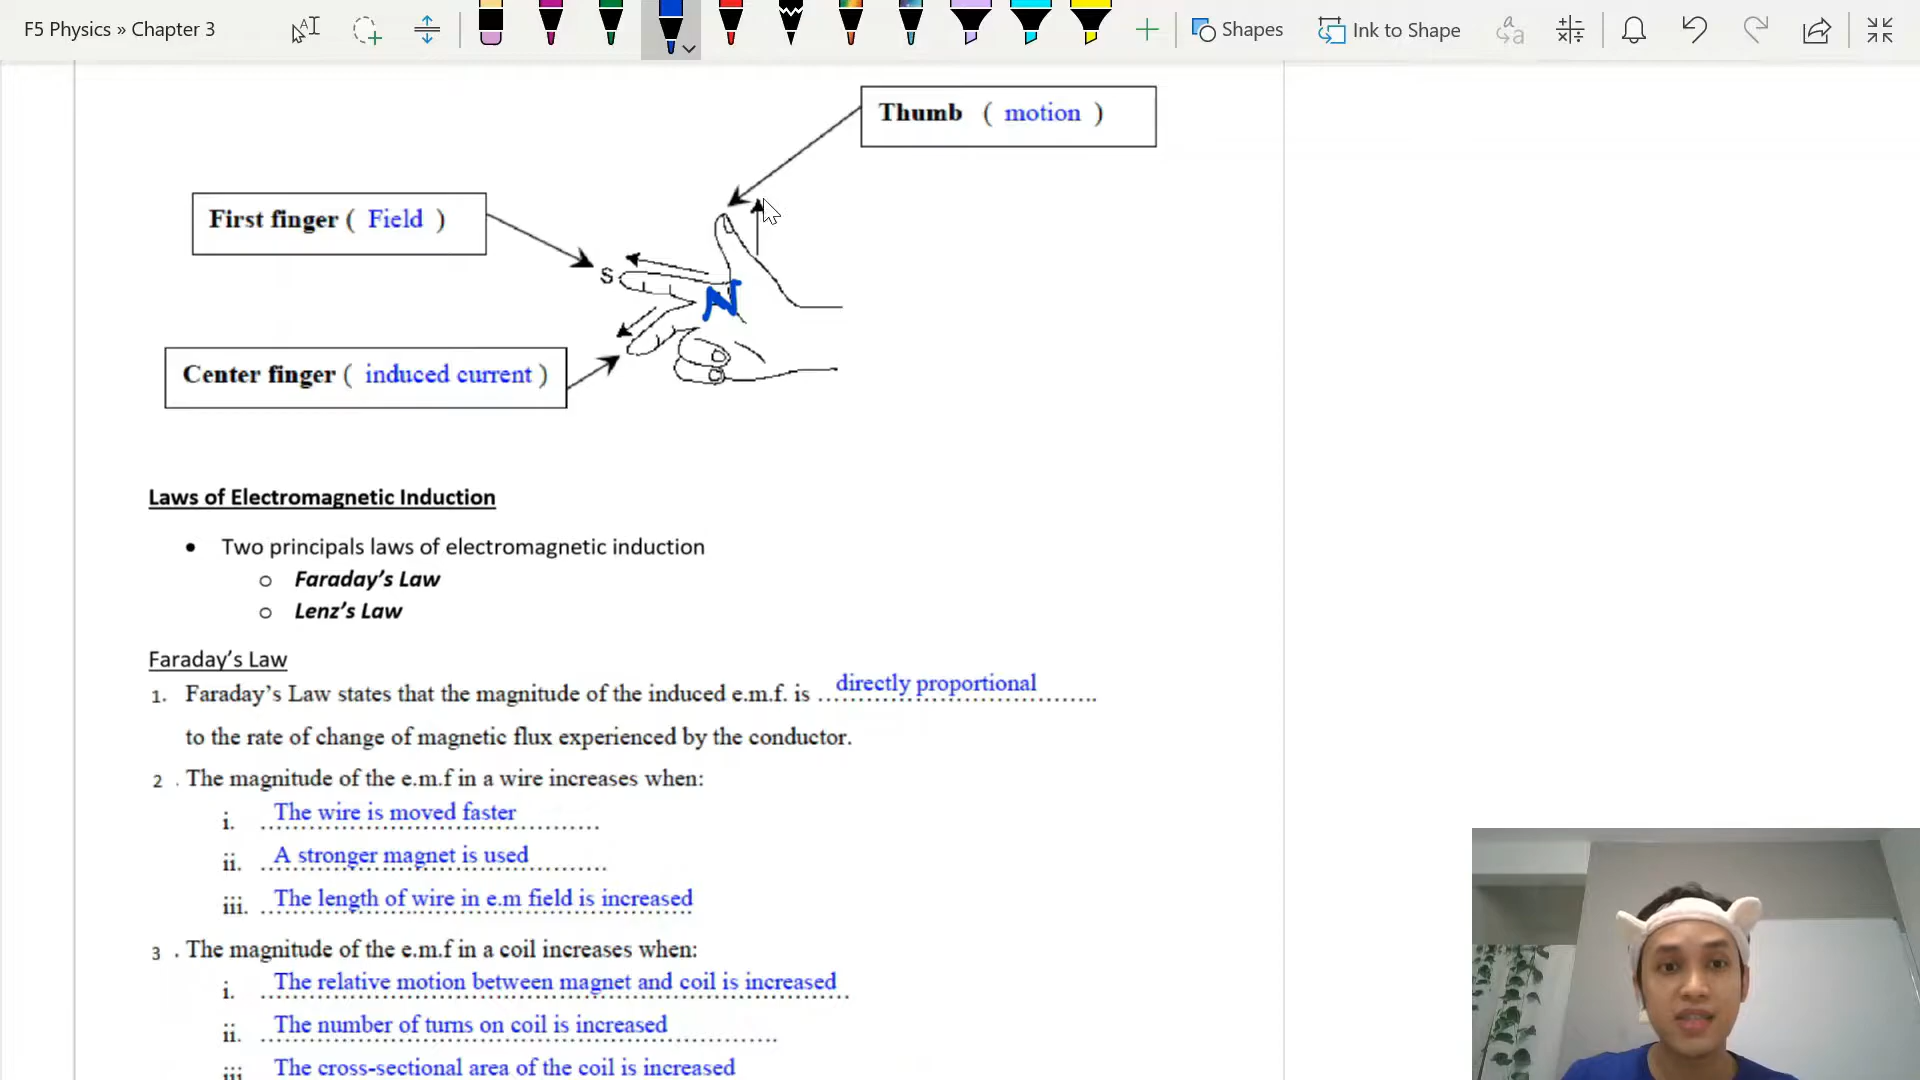 F5 Physics » Chapter 3
Shapes
Ink to Shape
Thumb ( motion )
First finger ( Field )
S
N
Center finger ( induced current )
Laws of Electromagnetic Induction
• Two principals laws of electromagnetic induction
o Faraday's Law
o Lenz's Law
Faraday's Law
1. Faraday's Law states that the magnitude of the induced e.m.f. is directly proportional
to the rate of change of magnetic flux experienced by the conductor.
2 . The magnitude of the e.m.f in a wire increases when:
i. The wire is moved faster
ii. A stronger magnet is used
iii. The length of wire in e.m field is increased
3 . The magnitude of the e.m.f in a coil increases when:
i. The relative motion between magnet and coil is increased
ii. The number of turns on coil is increased
iii The cross-sectional area of the coil is increased